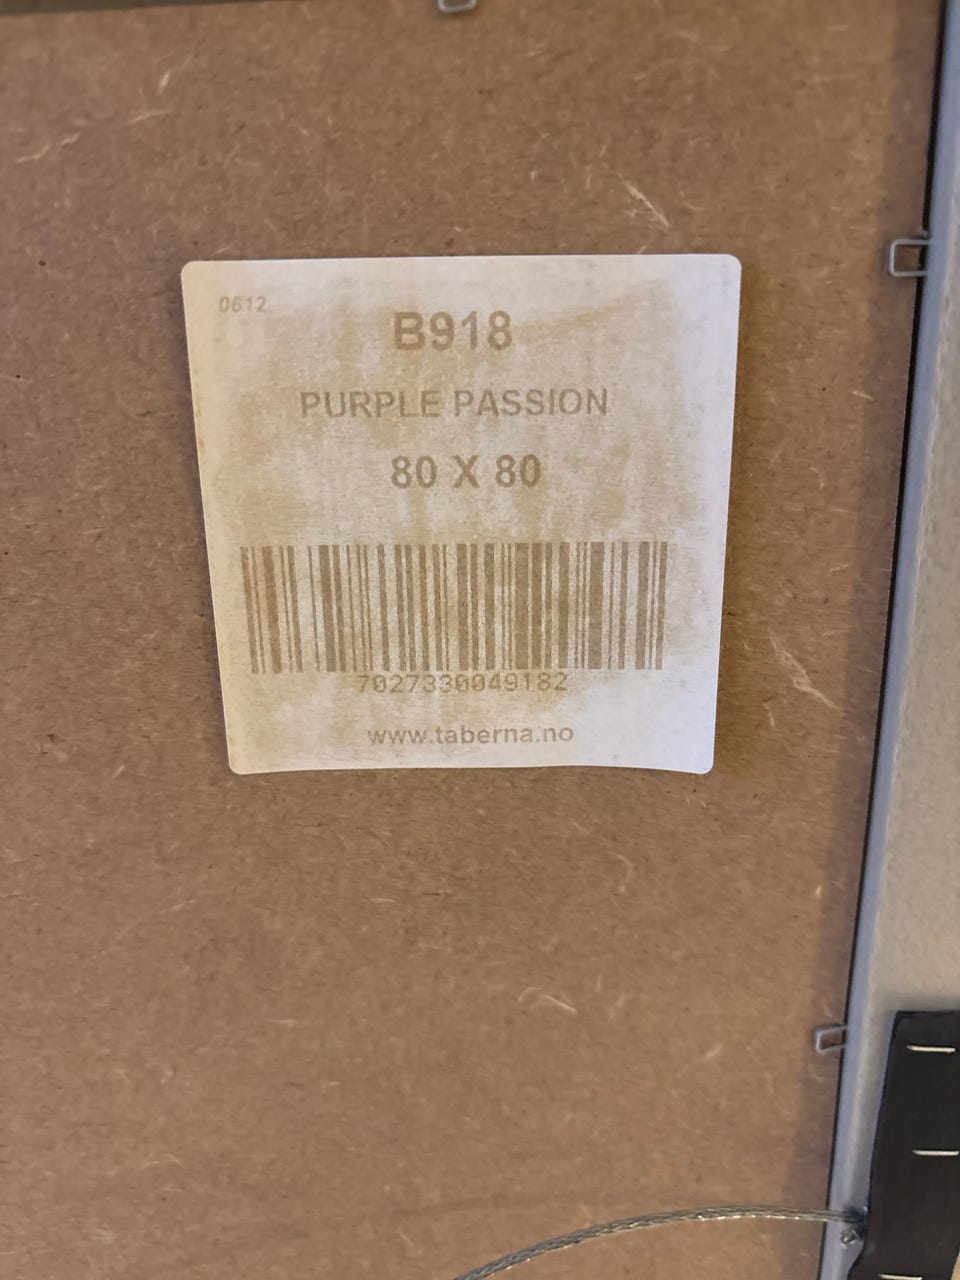 0612
B918
PURPLE PASSION
80 X 80
7027330049182
www.taberna.no